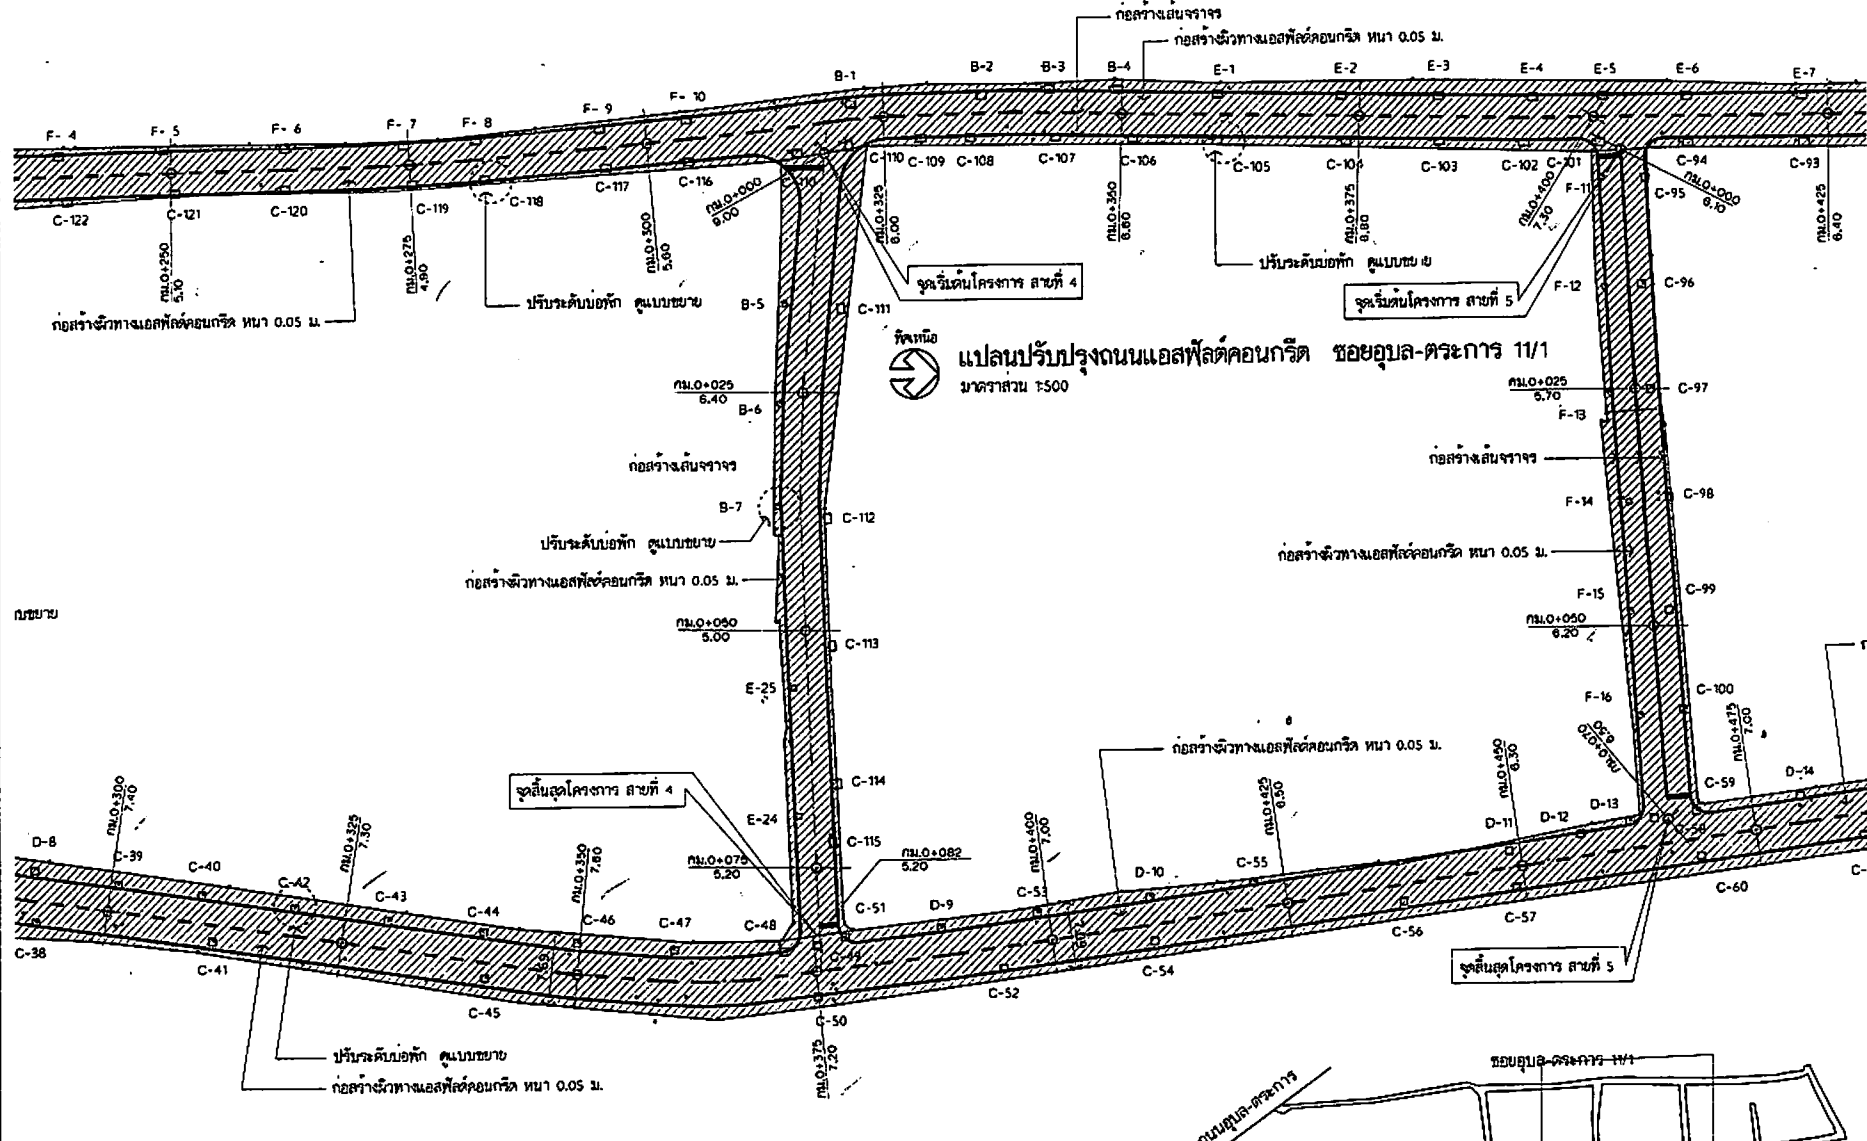 ก่อสร้างเส้นจราจร
ก่อสร้างผิวทางแอสฟัลต์คอนกรีต หนา 0.05 ม.
B-1
B-2
B-3
B-4
E-1
E-2
E-3
E-4
E-5
E-6
E-7
F-4
F-5
F-6
F-7
F-8
F-9
F-10
C-122
C-121
C-120
C-119
C-118
C-117
C-116
C-110
C-110
C-109
C-108
C-107
C-106
C-105
C-104
C-103
C-102
C-101
C-94
C-93
F-11
C-95
กม.0+250
5.10
กม.0+275
4.90
กม.0+300
5.60
กม.0+000
9.00
กม.0+325
6.00
กม.0+350
6.60
กม.0+375
6.80
กม.0+400
7.30
กม.0+000
6.10
กม.0+425
6.40
ก่อสร้างผิวทางแอสฟัลต์คอนกรีต หนา 0.05 ม.
ปรับระดับบ่อพัก ดูแบบขยาย
B-5
C-111
จุดเริ่มต้นโครงการ สายที่ 4
ปรับระดับบ่อพัก ดูแบบขยาย
จุดเริ่มต้นโครงการ สายที่ 5
F-12
C-96
ทิศเหนือ
แปลนปรับปรุงถนนแอสฟัลต์คอนกรีต ซอยอุบล-ตระการ 11/1
มาตราส่วน 1:500
กม.0+025
6.40
B-6
กม.0+025
5.70
C-97
F-13
ก่อสร้างเส้นจราจร
ก่อสร้างเส้นจราจร
B-7
C-112
F-14
C-98
ปรับระดับบ่อพัก ดูแบบขยาย
ก่อสร้างผิวทางแอสฟัลต์คอนกรีต หนา 0.05 ม.
ก่อสร้างผิวทางแอสฟัลต์คอนกรีต หนา 0.05 ม.
บบขยาย
F-15
C-99
กม.0+050
5.00
C-113
กม.0+050
6.20
E-25
F-16
C-100
กม.0+070
6.30
กม.0+475
7.00
ก่อสร้างผิวทางแอสฟัลต์คอนกรีต หนา 0.05 ม.
จุดสิ้นสุดโครงการ สายที่ 4
C-114
E-24
C-115
กม.0+075
5.20
กม.0+082
5.20
D-8
กม.0+300
7.40
C-39
C-40
กม.0+325
7.30
C-42
C-43
C-44
กม.0+350
7.60
C-46
C-47
C-48
C-51
C-49
D-9
กม.0+400
7.00
C-53
D-10
C-55
กม.0+425
6.50
กม.0+450
6.30
D-11
D-12
D-13
C-58
C-59
D-14
C-38
C-41
C-45
C-50
C-52
C-54
C-56
C-57
C-60
กม.0+375
7.20
จุดสิ้นสุดโครงการ สายที่ 5
ปรับระดับบ่อพัก ดูแบบขยาย
ก่อสร้างผิวทางแอสฟัลต์คอนกรีต หนา 0.05 ม.
ซอยอุบล-ตระการ 11/1
ถนนอุบล-ตระการ